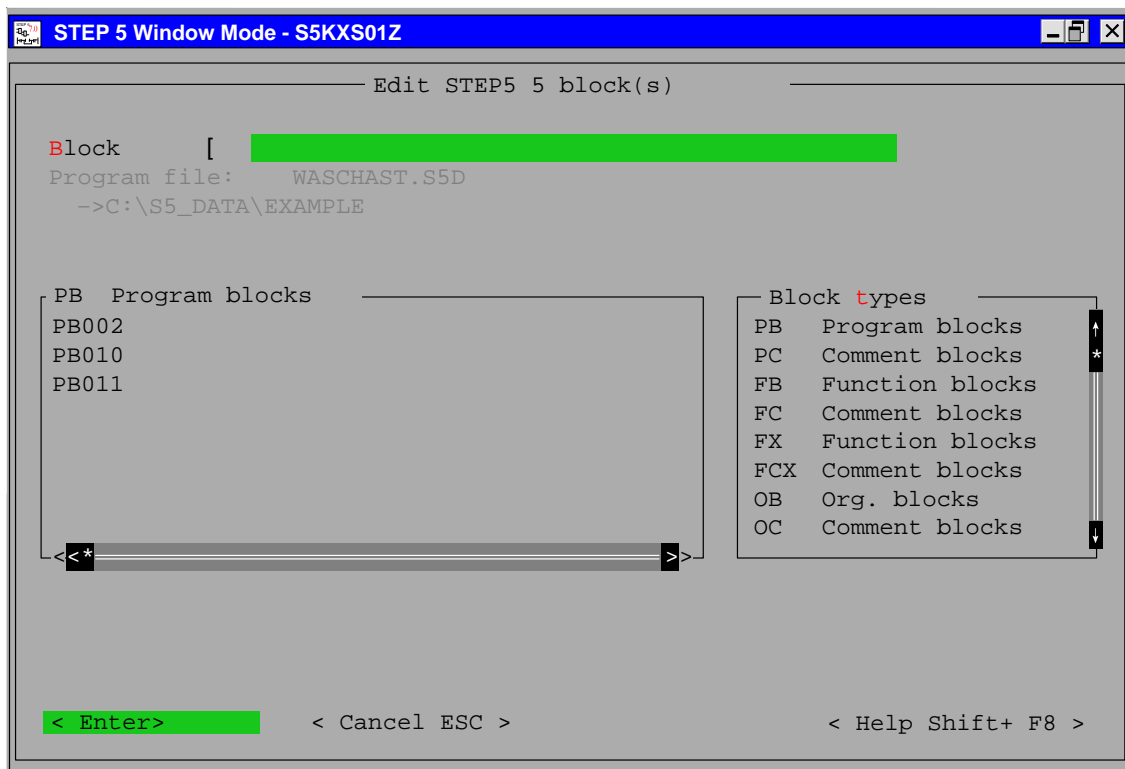 STEP 5 Window Mode - S5KXS01Z
Edit STEP5 5 block(s)
Block [
Program file: WASCHAST.S5D
->C:\S5_DATA\EXAMPLE
PB Program blocks
PB002
PB010
PB011
<<* >>
Block types
PB Program blocks
PC Comment blocks
FB Function blocks
FC Comment blocks
FX Function blocks
FCX Comment blocks
OB Org. blocks
OC Comment blocks
< Enter> < Cancel ESC > < Help Shift+ F8 >